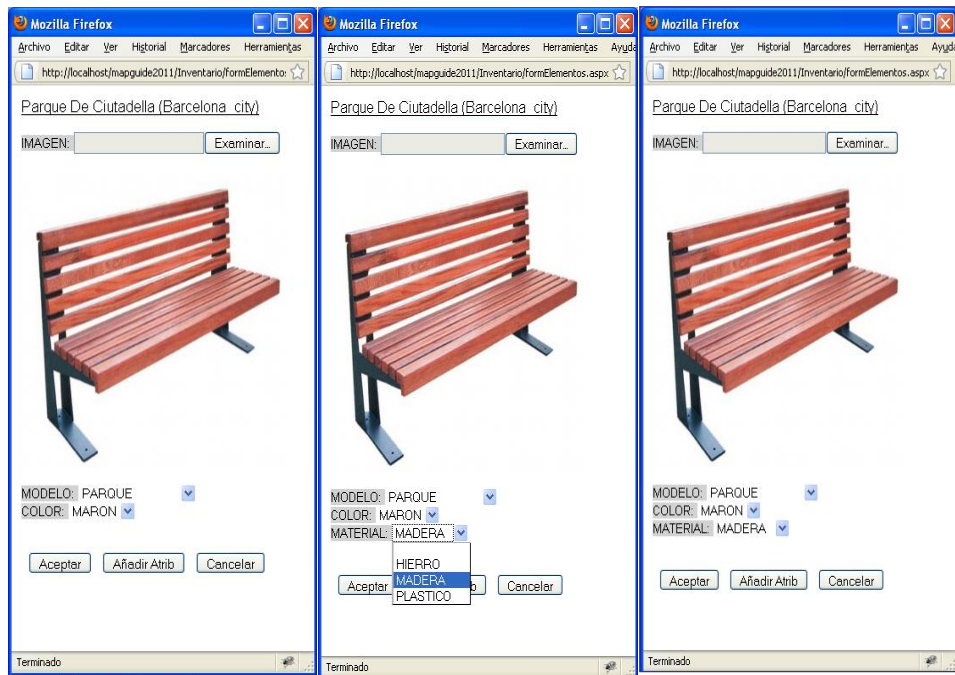 Mozilla Firefox
Archivo Editar Ver Historial Marcadores Herramientas
http://localhost/mapguide2011/Inventario/formElemento:
Parque De Ciutadella (Barcelona city)
IMAGEN: Examinar...
MODELO: PARQUE
COLOR: MARON
Aceptar Añadir Atrib Cancelar
Terminado
Mozilla Firefox
Archivo Editar Ver Historial Marcadores Herramientas Ayuda
http://localhost/mapguide2011/Inventario/formElementos.aspx
Parque De Ciutadella (Barcelona city)
IMAGEN: Examinar...
MODELO: PARQUE
COLOR: MARON
MATERIAL: MADERA
HIERRO
MADERA
PLASTICO
Aceptar b Cancelar
Terminado
Mozilla Firefox
Archivo Editar Ver Historial Marcadores Herramientas Ayud
http://localhost/mapguide2011/Inventario/formElementos.aspx
Parque De Ciutadella (Barcelona city)
IMAGEN: Examinar...
MODELO: PARQUE
COLOR: MARON
MATERIAL: MADERA
Aceptar Añadir Atrib Cancelar
Terminado